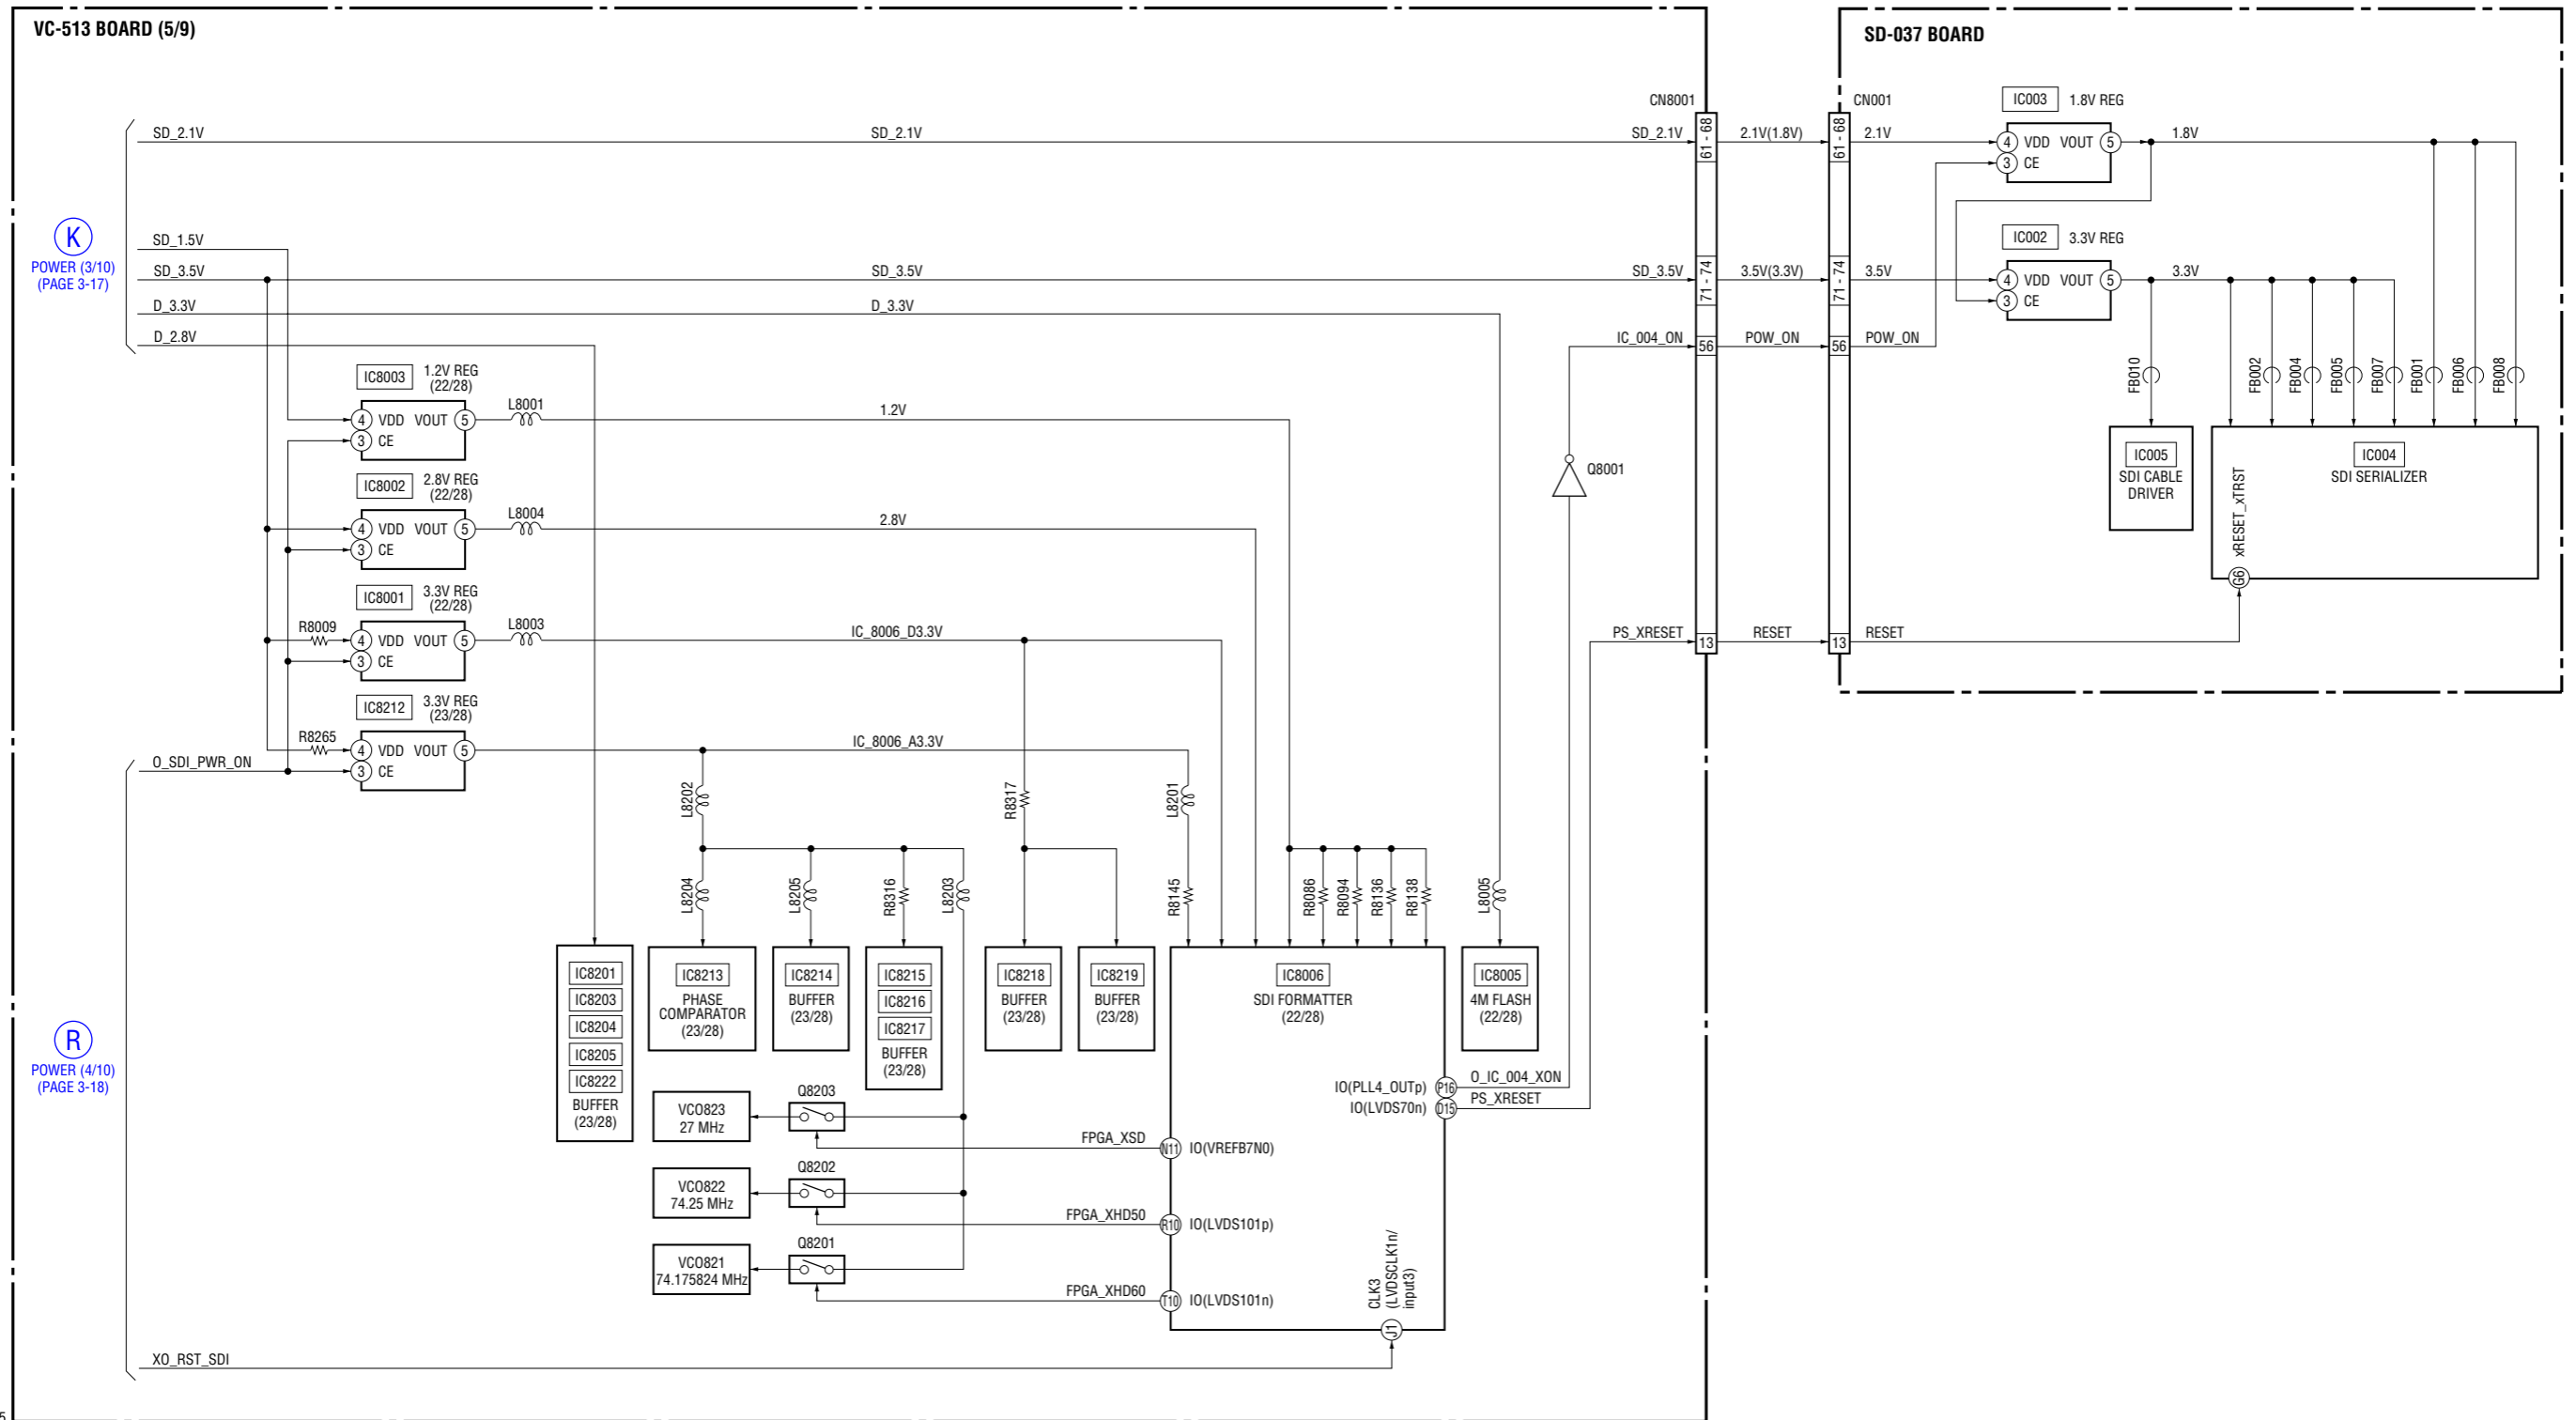 VC-513 BOARD (5/9)
SD-037 BOARD
CN8001
CN001
IC003
1.8V REG
SD_2.1V
SD_2.1V
SD_2.1V
61 - 68
2.1V(1.8V)
61 - 68
2.1V
4 VDD VOUT 5
3 CE
1.8V
K
POWER (3/10)
(PAGE 3-17)
SD_1.5V
IC002
3.3V REG
SD_3.5V
SD_3.5V
SD_3.5V
71 - 74
3.5V(3.3V)
71 - 74
3.5V
4 VDD VOUT 5
3 CE
3.3V
D_3.3V
D_3.3V
D_2.8V
IC_004_ON
56
POW_ON
56
POW_ON
FB010
FB002
FB004
FB005
FB007
FB001
FB006
FB008
IC8003
1.2V REG
(22/28)
4 VDD VOUT 5
3 CE
L8001
1.2V
Q8001
IC005
SDI CABLE
DRIVER
IC004
SDI SERIALIZER
xRESET_xTRST
G6
IC8002
2.8V REG
(22/28)
4 VDD VOUT 5
3 CE
L8004
2.8V
IC8001
3.3V REG
(22/28)
R8009
4 VDD VOUT 5
3 CE
L8003
IC_8006_D3.3V
PS_XRESET
13
RESET
13
RESET
IC8212
3.3V REG
(23/28)
R8265
4 VDD VOUT 5
3 CE
IC_8006_A3.3V
O_SDI_PWR_ON
L8202
R8317
L8201
L8204
L8205
R8316
L8203
R8145
R8086
R8094
R8136
R8138
L8005
IC8201
IC8203
IC8204
IC8205
IC8222
BUFFER
(23/28)
IC8213
PHASE
COMPARATOR
(23/28)
IC8214
BUFFER
(23/28)
IC8215
IC8216
IC8217
BUFFER
(23/28)
IC8218
BUFFER
(23/28)
IC8219
BUFFER
(23/28)
IC8006
SDI FORMATTER
(22/28)
IC8005
4M FLASH
(22/28)
R
POWER (4/10)
(PAGE 3-18)
IO(PLL4_OUTp) P16 O_IC_004_XON
IO(LVDS70n) D15 PS_XRESET
Q8203
VCO823
27 MHz
FPGA_XSD
N11 IO(VREFB7N0)
Q8202
VCO822
74.25 MHz
FPGA_XHD50
R10 IO(LVDS101p)
Q8201
VCO821
74.175824 MHz
FPGA_XHD60
T10 IO(LVDS101n)
CLK3
(LVDSCLK1n/
input3)
J1
XO_RST_SDI
5